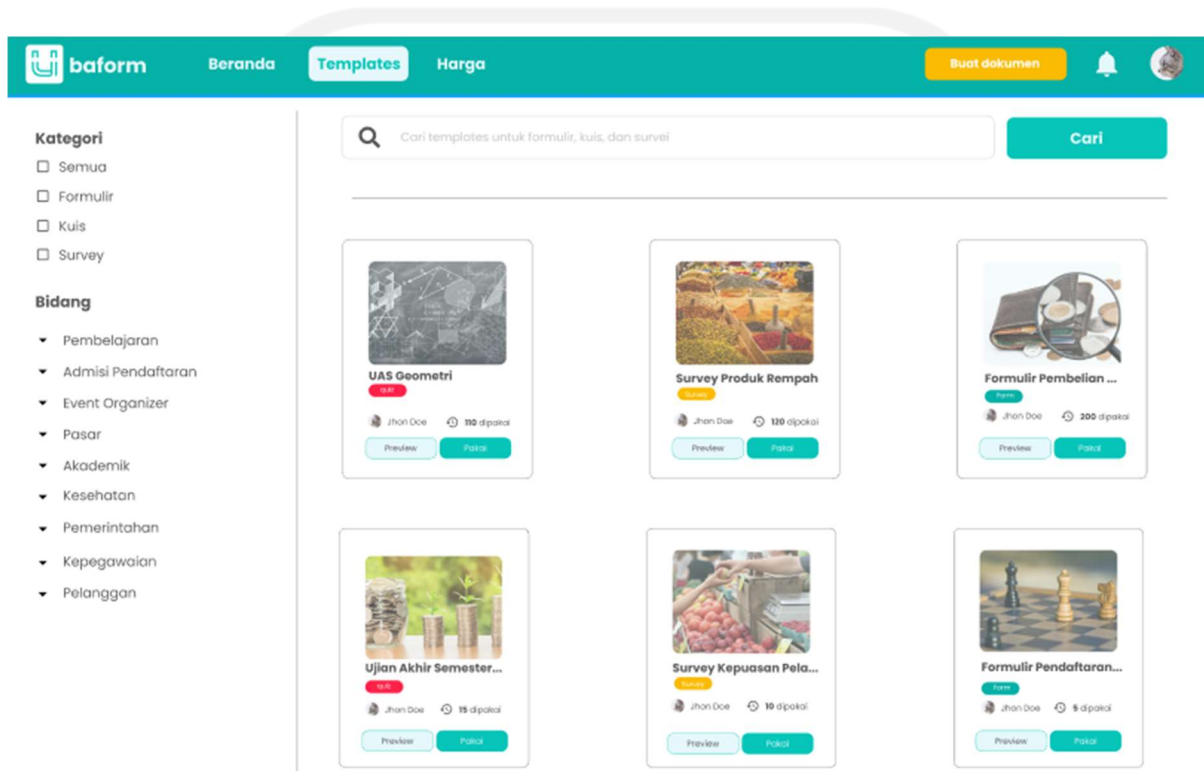 baform
Beranda
Templates
Harga
Buat dokumen
Kategori
Semua
Formulir
Kuis
Survey
Bidang
Pembelajaran
Admisi Pendaftaran
Event Organizer
Pasar
Akademik
Kesehatan
Pemerintahan
Kepegawaian
Pelanggan
Cari templates untuk formulir, kuis, dan survei
Cari
UAS Geometri
Jhon Doe
110 dipakai
Preview
Pakai
Survey Produk Rempah
Survey
Jhon Doe
120 dipakai
Preview
Pakai
Formulir Pembelian ...
Form
Jhon Doe
200 dipakai
Preview
Pakai
Ujian Akhir Semester...
Jhon Doe
15 dipakai
Preview
Pakai
Survey Kepuasan Pela...
Survey
Jhon Doe
10 dipakai
Preview
Pakai
Formulir Pendaftaran...
Form
Jhon Doe
5 dipakai
Preview
Pakai